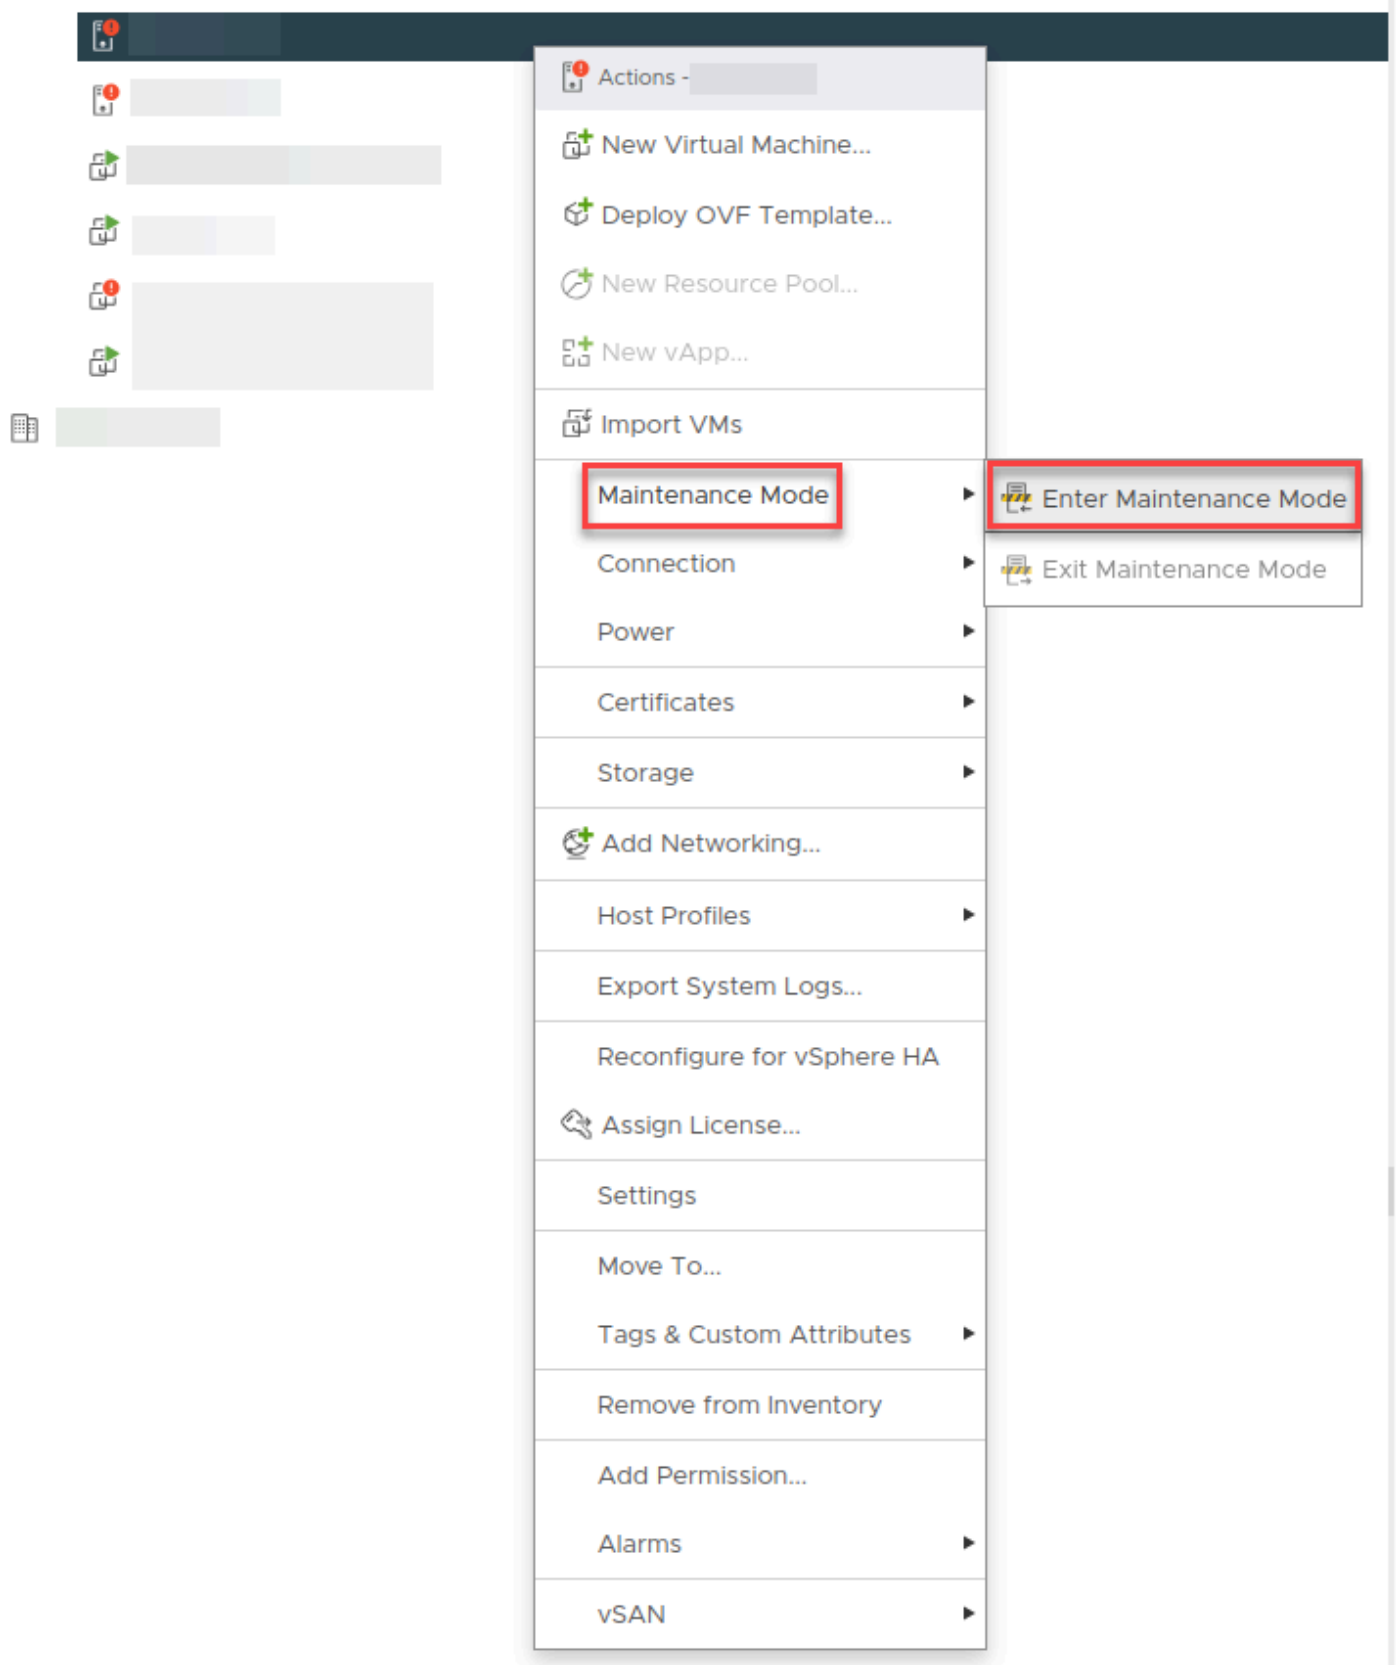 Actions -
New Virtual Machine...
Deploy OVF Template...
New Resource Pool...
New vApp...
Import VMs
Maintenance Mode
Enter Maintenance Mode
Exit Maintenance Mode
Connection
Power
Certificates
Storage
Add Networking...
Host Profiles
Export System Logs...
Reconfigure for vSphere HA
Assign License...
Settings
Move To...
Tags & Custom Attributes
Remove from Inventory
Add Permission...
Alarms
vSAN